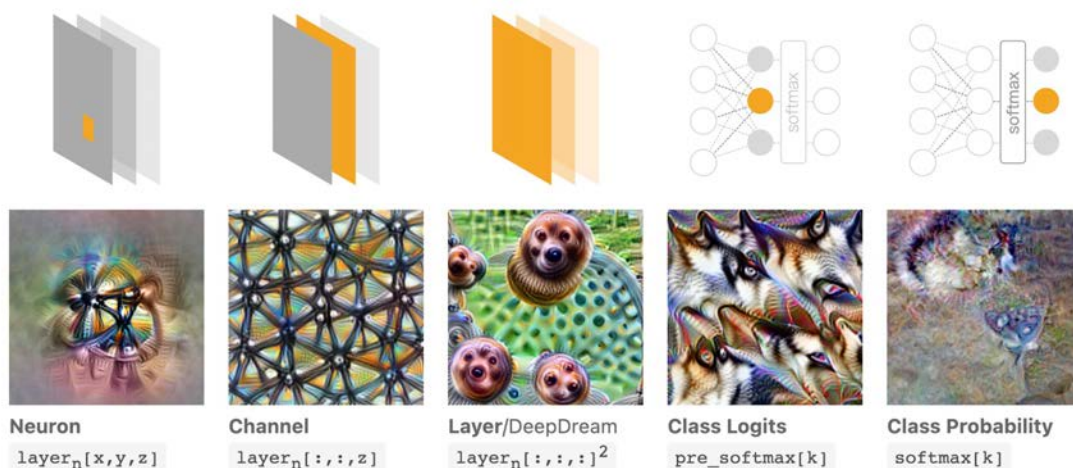 softmax
softmax
Neuron
Channel
Layer/DeepDream
Class Logits
Class Probability
layerₙ[x,y,z]
layerₙ[:,:,z]
layerₙ[:,:,:]²
pre_softmax[k]
softmax[k]